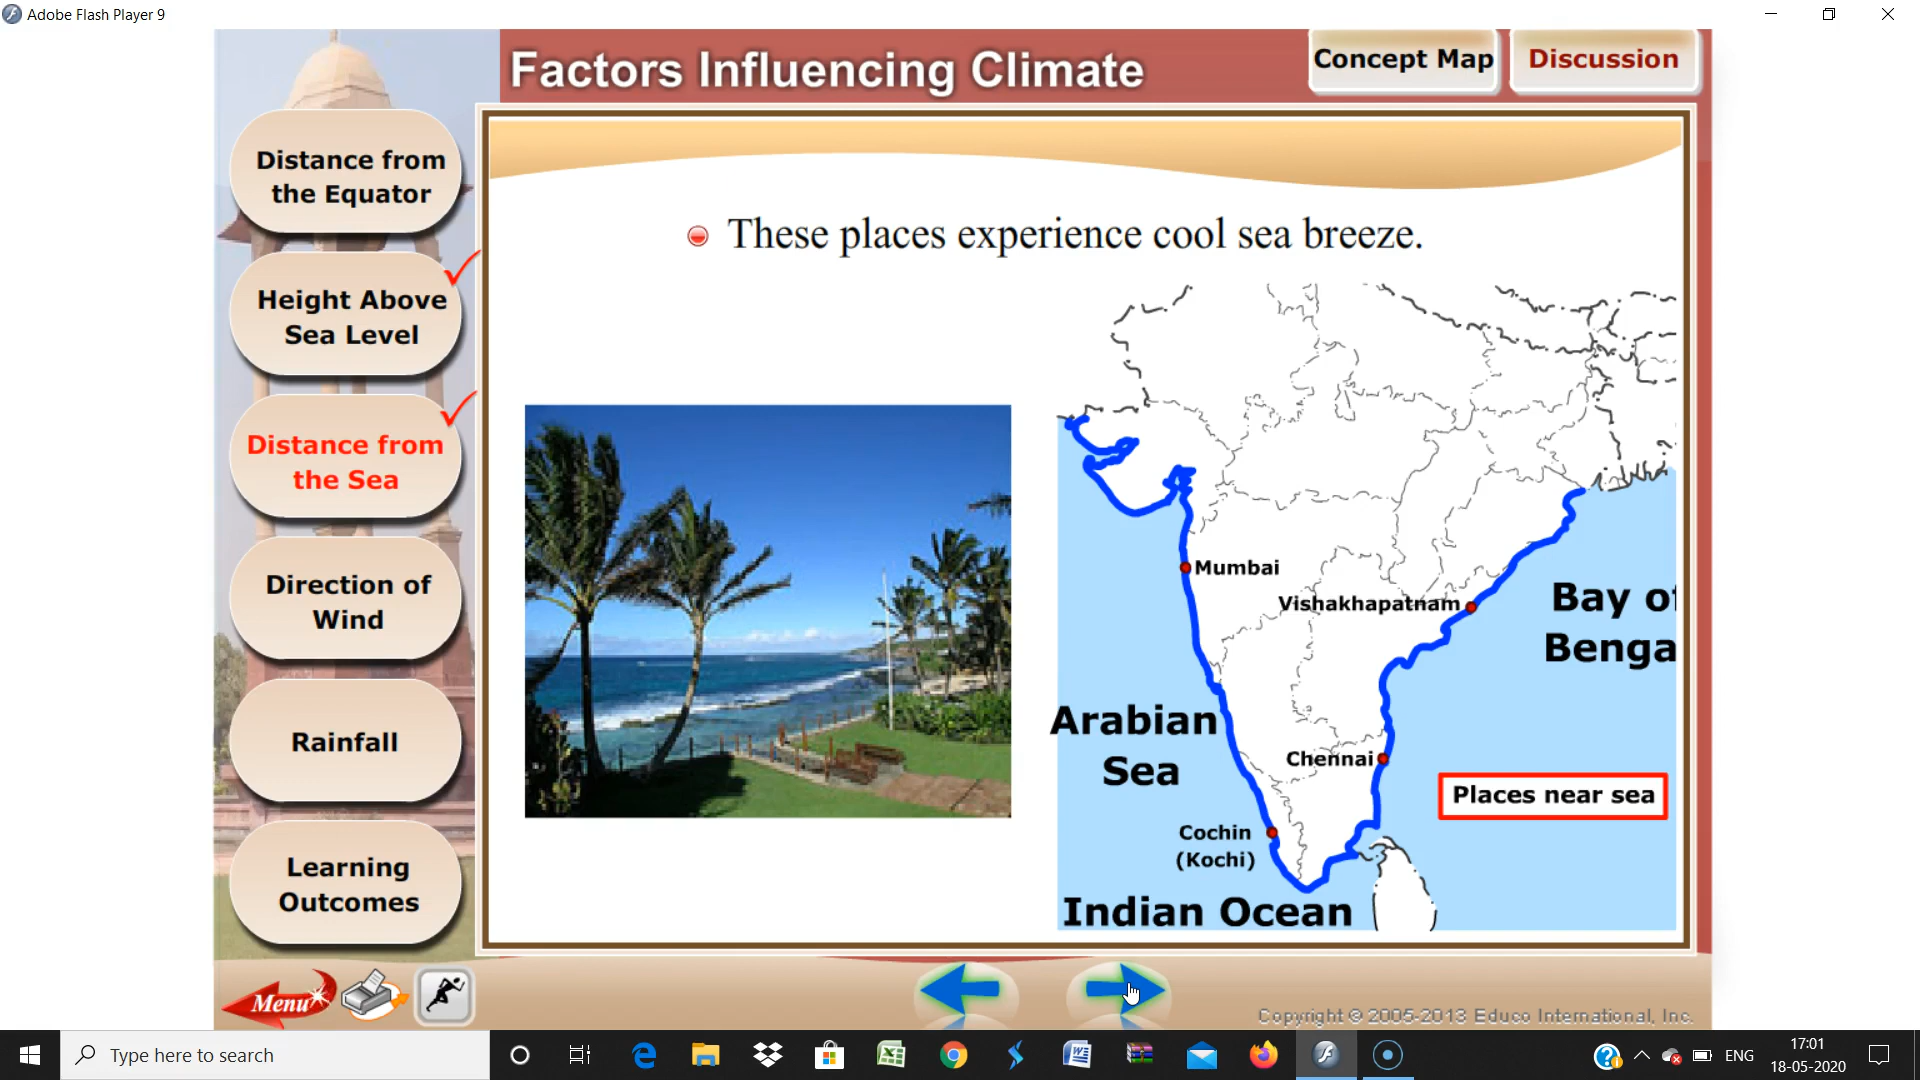 Adobe Flash Player 9
Factors Influencing Climate
Concept Map
Discussion
Distance from
the Equator
Height Above
Sea Level
Distance from
the Sea
Direction of
Wind
Rainfall
Learning
Outcomes
These places experience cool sea breeze.
Mumbai
Vishakhapatnam
Bay of
Benga
Arabian
Sea
Chennai
Places near sea
Cochin
(Kochi)
Indian Ocean
Menu
Copyright © 2005-2013 Educo International, Inc.
Type here to search
ENG
17:01
18-05-2020